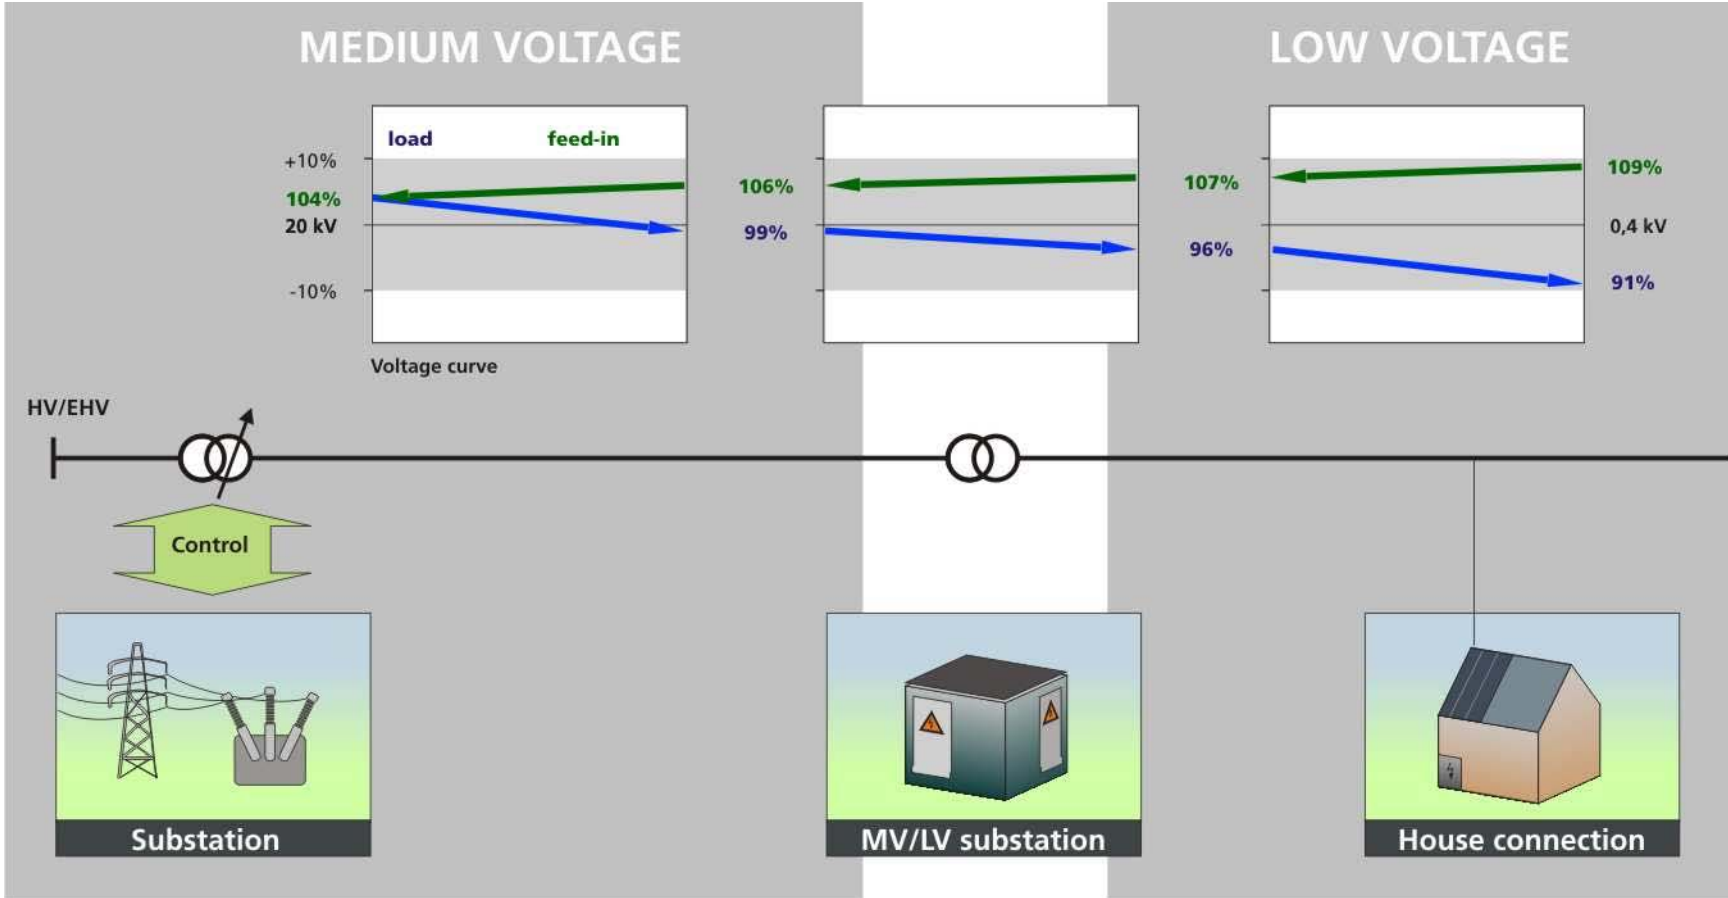 MEDIUM VOLTAGE
LOW VOLTAGE
load
feed-in
+10%
104%
20 kV
-10%
106%
99%
107%
96%
109%
0,4 kV
91%
Voltage curve
HV/EHV
Control
Substation
MV/LV substation
House connection